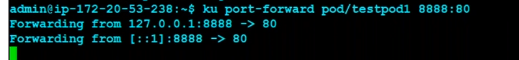 admin@ip-172-20-53-238:~$ ku port-forward pod/testpod1 8888:80
Forwarding from 127.0.0.1:8888 -> 80
Forwarding from [::1]:8888 -> 80